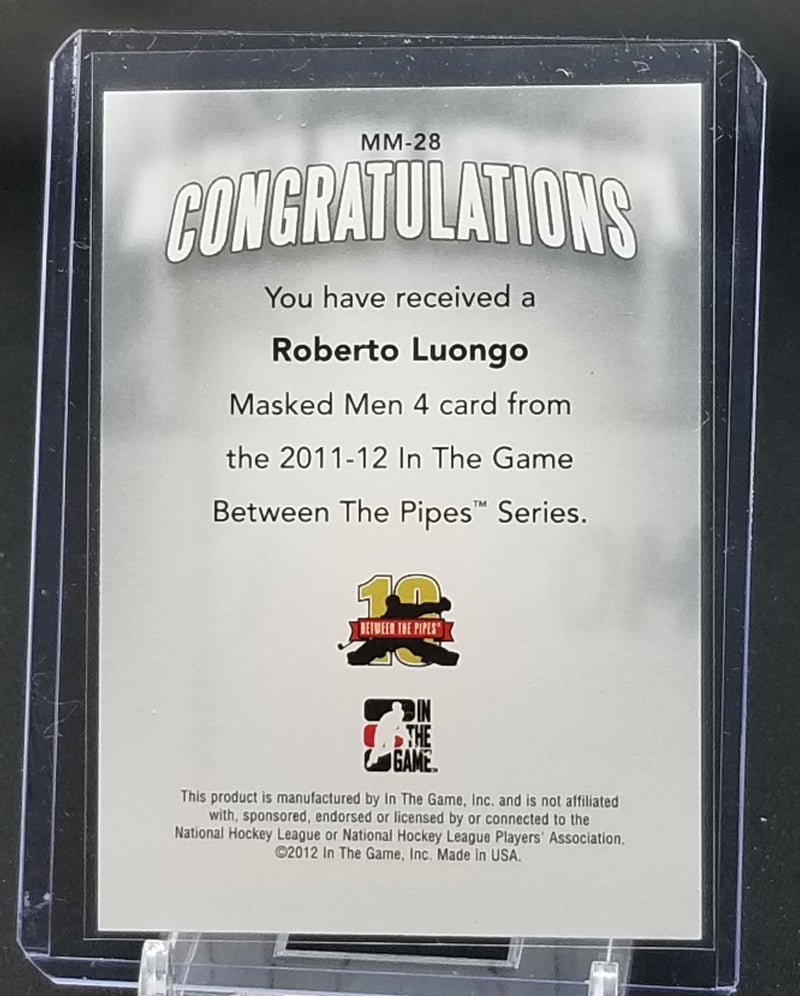 MM-28
CONGRATULATIONS
You have received a
Roberto Luongo
Masked Men 4 card from
the 2011-12 In The Game
Between The Pipes™ Series.
10
BETWEEN THE PIPES™
IN
THE
GAME™
This product is manufactured by In The Game, Inc. and is not affiliated
with, sponsored, endorsed or licensed by or connected to the
National Hockey League or National Hockey League Players' Association.
©2012 In The Game, Inc. Made in USA.